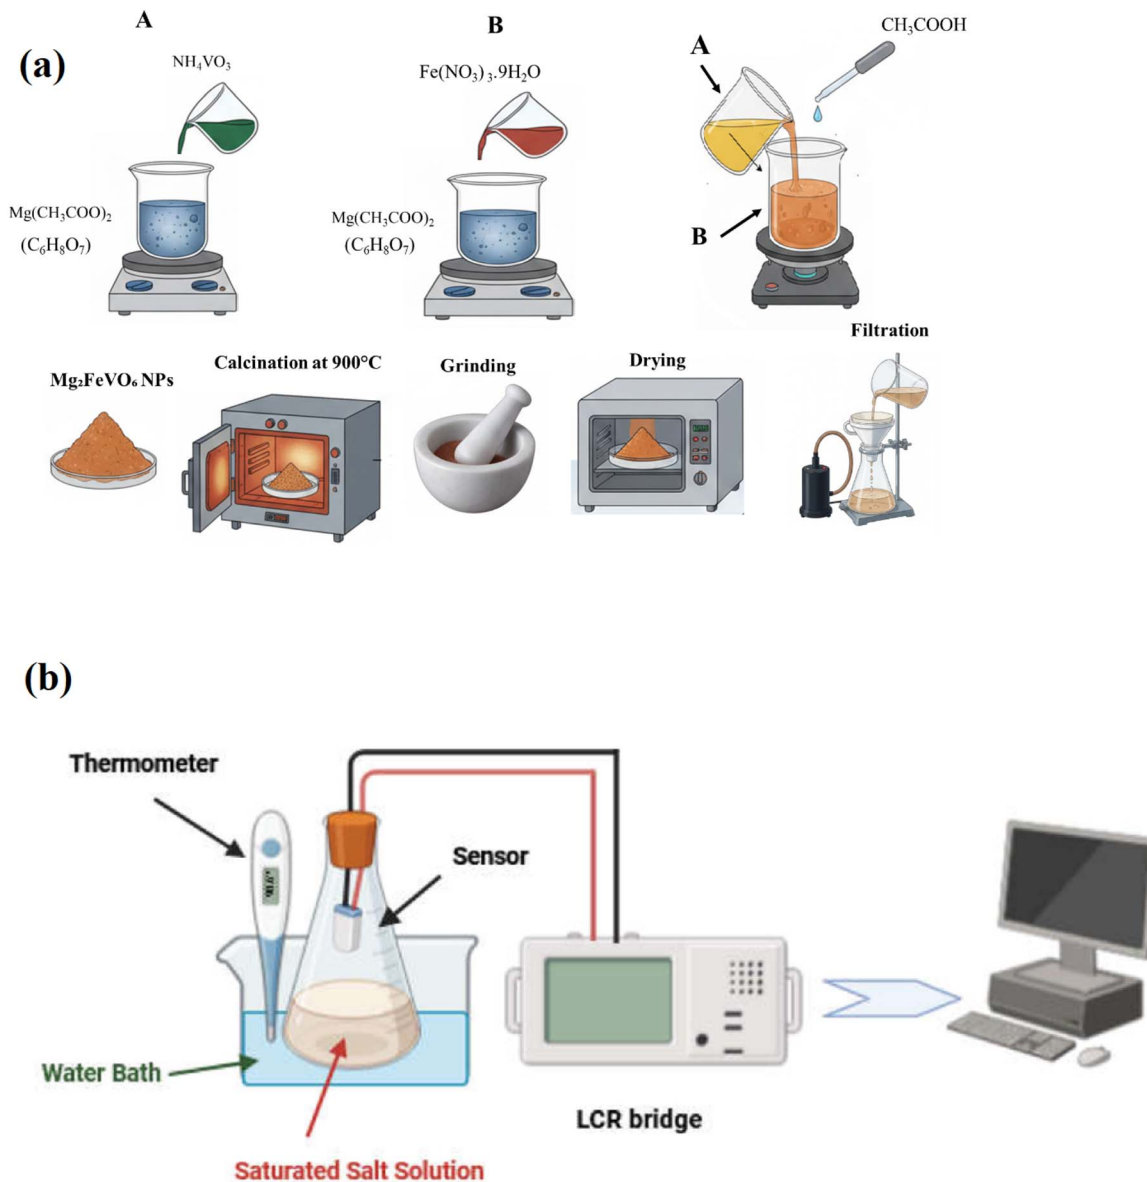 (a)
A
NH₄VO₃
Mg(CH₃COO)₂
(C₆H₈O₇)
B
Fe(NO₃)₃.9H₂O
Mg(CH₃COO)₂
(C₆H₈O₇)
CH₃COOH
A
B
Filtration
Drying
Grinding
Calcination at 900°C
Mg₂FeVO₆ NPs
(b)
Thermometer
Sensor
Water Bath
Saturated Salt Solution
LCR bridge